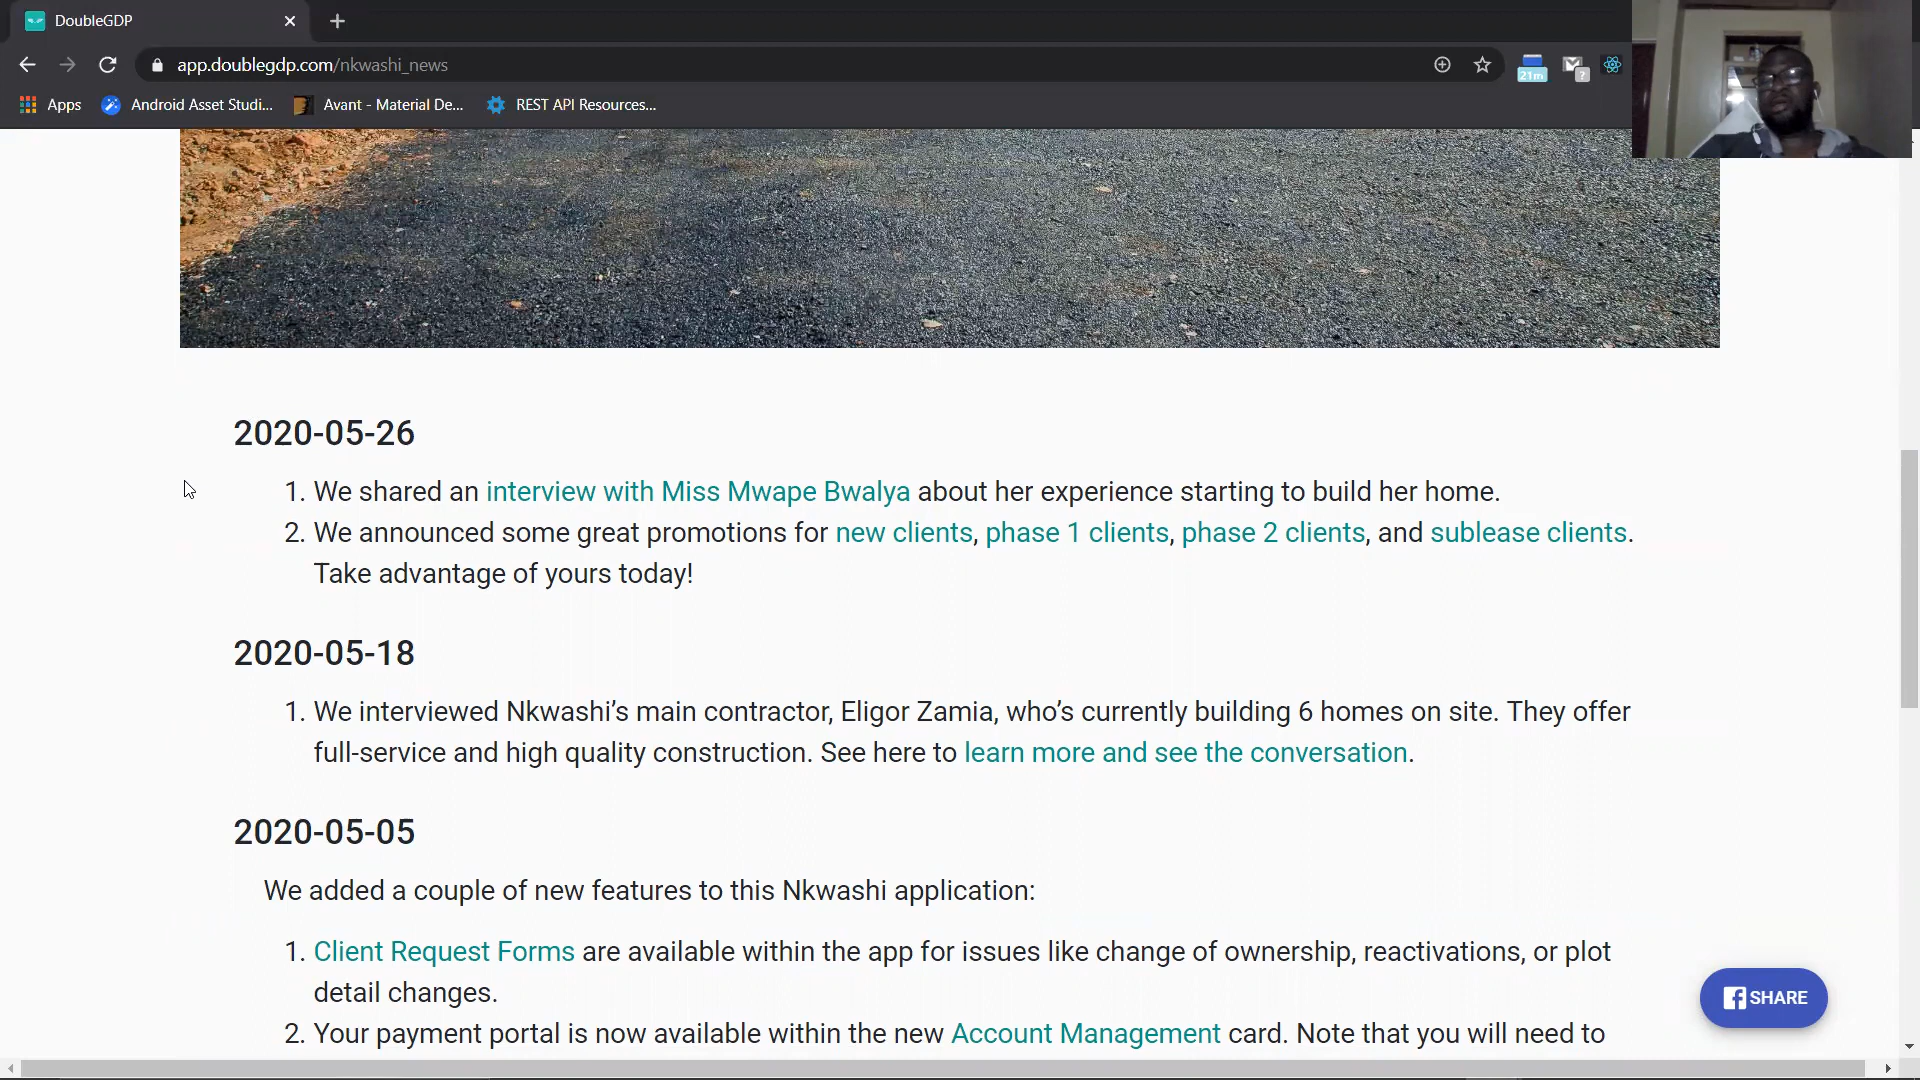 DoubleGDP
app.doublegdp.com/nkwashi_news
21m
?
Apps
Android Asset Studi...
Avant - Material De...
REST API Resources...
2020-05-26
1. We shared an interview with Miss Mwape Bwalya about her experience starting to build her home.
2. We announced some great promotions for new clients, phase 1 clients, phase 2 clients, and sublease clients.
Take advantage of yours today!
2020-05-18
1. We interviewed Nkwashi’s main contractor, Eligor Zamia, who’s currently building 6 homes on site. They offer
full-service and high quality construction. See here to learn more and see the conversation.
2020-05-05
We added a couple of new features to this Nkwashi application:
1. Client Request Forms are available within the app for issues like change of ownership, reactivations, or plot
detail changes.
2. Your payment portal is now available within the new Account Management card. Note that you will need to
SHARE